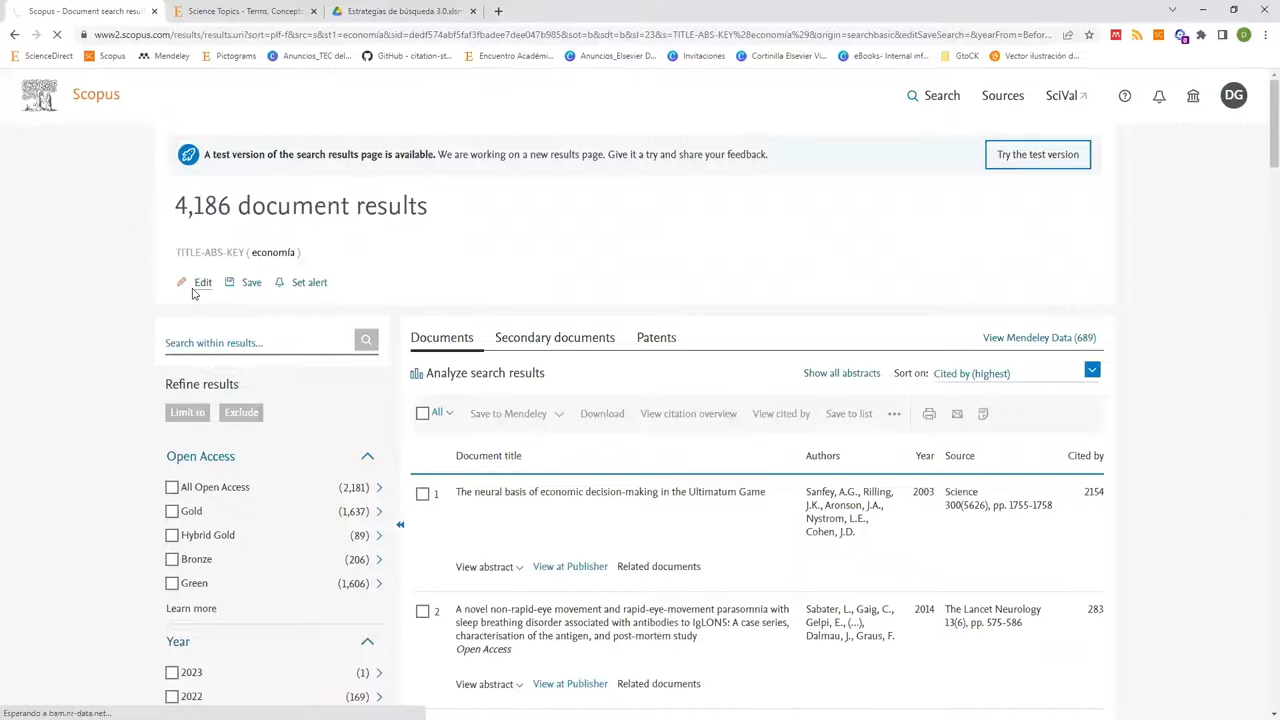 Scopus - Document search resul
Science Topics - Terms, Concept
Estrategias de búsqueda 3.0.xlsm
www2.scopus.com/results/results.uri?sort=plf-f&src=s&st1=economía&sid=dedf574abf5faf3fbadee7dee047b985&sot=b&sdt=b&sl=23&s=TITLE-ABS-KEY%28economía%29&origin=searchbasic&editSaveSearch=&yearFrom=Befor...
ScienceDirect
Scopus
Mendeley
Pictograms
Anuncios_TEC del...
GitHub - citation-st...
Encuentro Académi...
Anuncios_Elsevier D...
Invitaciones
Cortinilla Elsevier Vi...
eBooks- Internal inf...
GtoCK
Vector ilustración d...
Scopus
Search
Sources
SciVal
DG
A test version of the search results page is available. We are working on a new results page. Give it a try and share your feedback.
Try the test version
4,186 document results
TITLE-ABS-KEY ( economía )
Edit
Save
Set alert
Search within results...
Documents
Secondary documents
Patents
View Mendeley Data (689)
Refine results
Limit to
Exclude
Analyze search results
Show all abstracts
Sort on:
Cited by (highest)
All
Save to Mendeley
Download
View citation overview
View cited by
Save to list
•••
Open Access
All Open Access (2,181)
Gold (1,637)
Hybrid Gold (89)
Bronze (206)
Green (1,606)
Learn more
Year
2023 (1)
2022 (169)
Document title
Authors
Year
Source
Cited by
1
The neural basis of economic decision-making in the Ultimatum Game
Sanfey, A.G., Rilling,
J.K., Aronson, J.A.,
Nystrom, L.E.,
Cohen, J.D.
2003
Science
300(5626), pp. 1755-1758
2154
View abstract
View at Publisher
Related documents
2
A novel non-rapid-eye movement and rapid-eye-movement parasomnia with
sleep breathing disorder associated with antibodies to IgLON5: A case series,
characterisation of the antigen, and post-mortem study
Open Access
Sabater, L., Gaig, C.,
Gelpi, E., (...),
Dalmau, J., Graus, F.
2014
The Lancet Neurology
13(6), pp. 575-586
283
View abstract
View at Publisher
Related documents
Esperando a bam.nr-data.net...